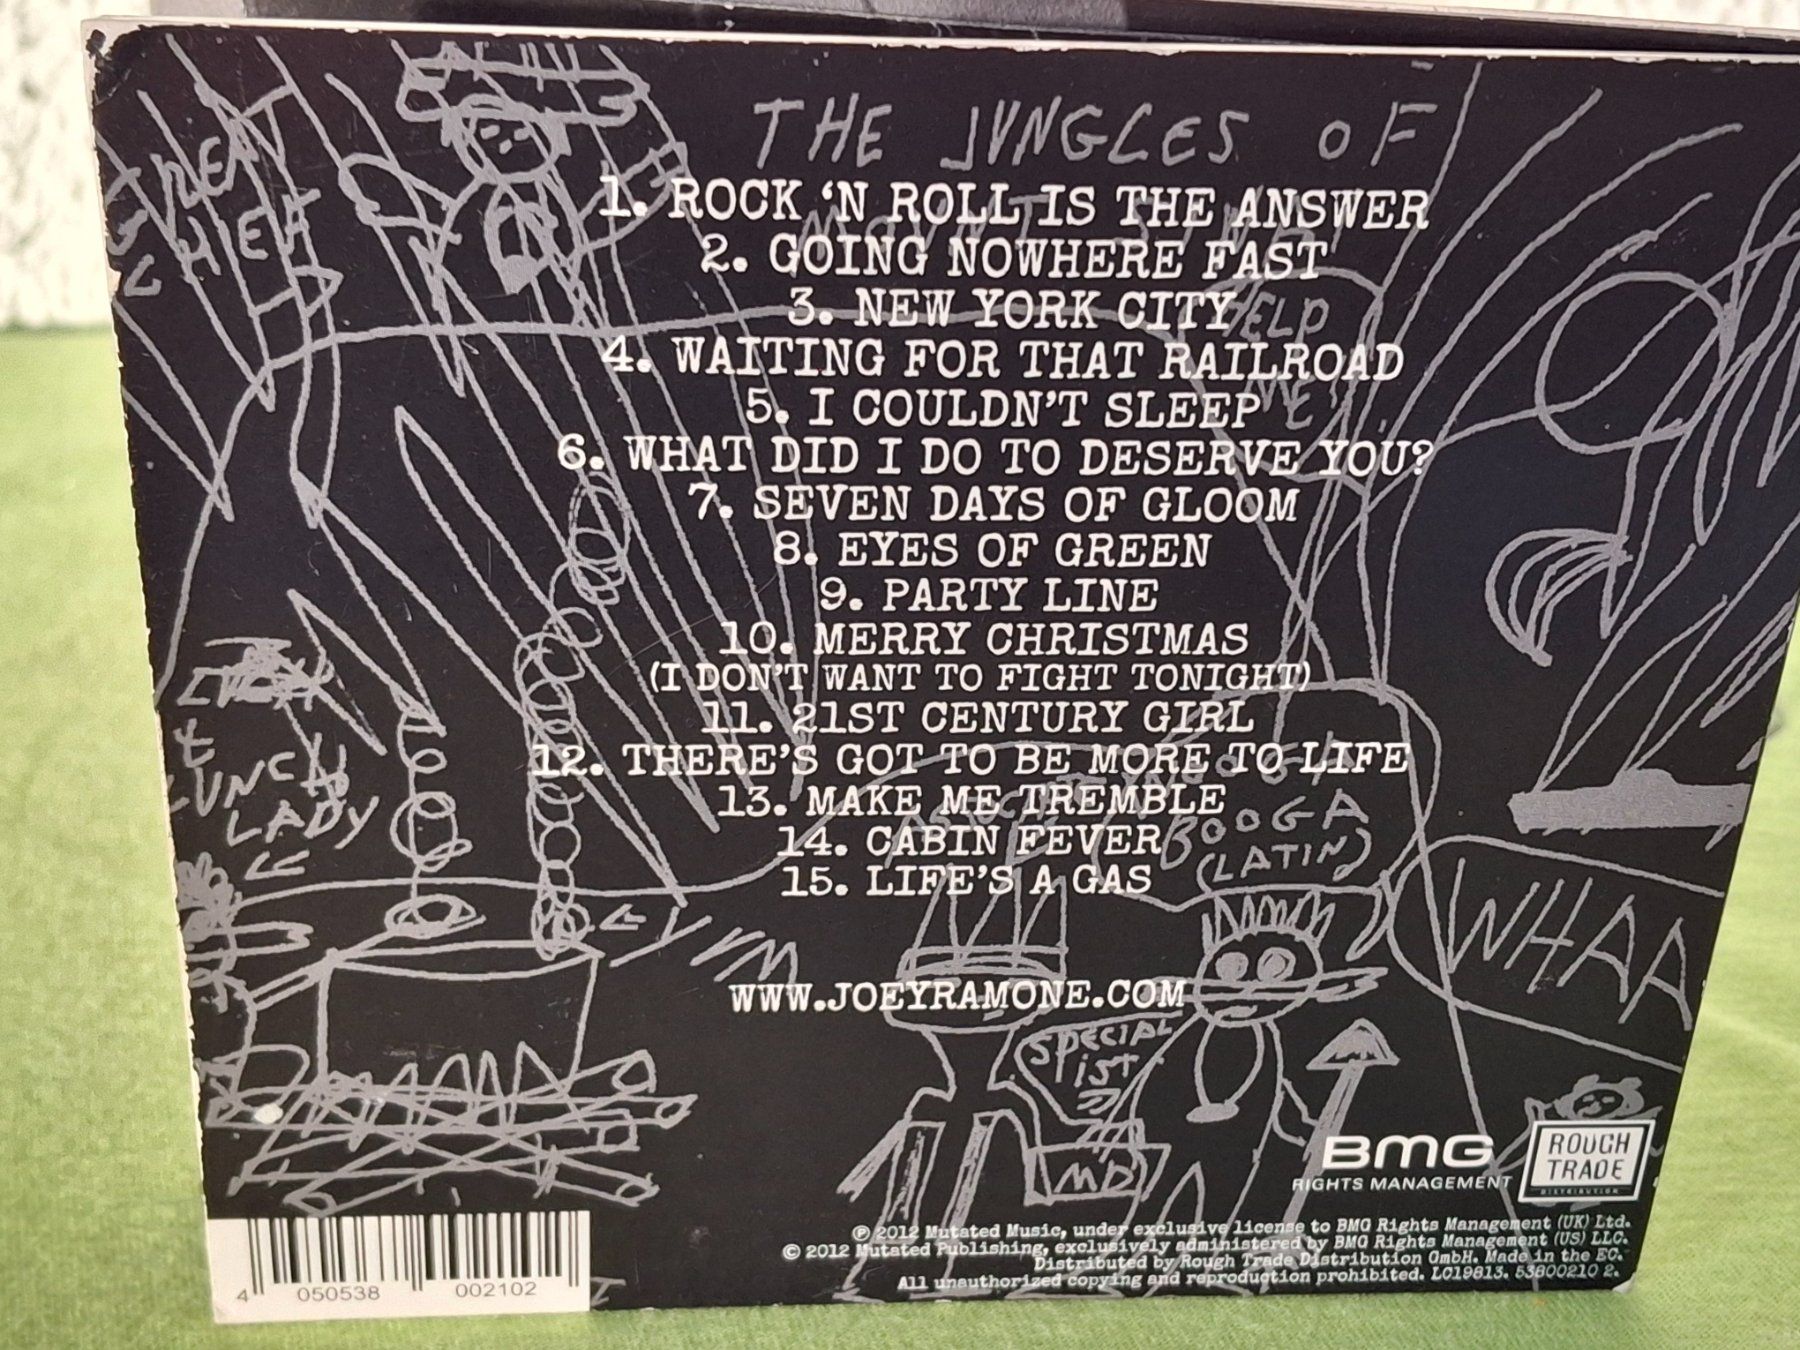 THE JUNGLES OF
1. ROCK 'N ROLL IS THE ANSWER
2. GOING NOWHERE FAST
3. NEW YORK CITY
4. WAITING FOR THAT RAILROAD
5. I COULDN'T SLEEP
6. WHAT DID I DO TO DESERVE YOU?
7. SEVEN DAYS OF GLOOM
8. EYES OF GREEN
9. PARTY LINE
10. MERRY CHRISTMAS
(I DON'T WANT TO FIGHT TONIGHT)
11. 21ST CENTURY GIRL
12. THERE'S GOT TO BE MORE TO LIFE
13. MAKE ME TREMBLE
14. CABIN FEVER
15. LIFE'S A GAS
WWW.JOEYRAMONE.COM
HELP
ME
LADY
BOOGA
(LATIN)
WHAA
YUM
SPECIAL
IST
MD
BMG
RIGHTS MANAGEMENT
ROUGH
TRADE
DISTRIBUTION
℗ 2012 Mutated Music, under exclusive license to BMG Rights Management (UK) Ltd.
© 2012 Mutated Publishing, exclusively administered by BMG Rights Management (US) LLC.
Distributed by Rough Trade Distribution GmbH. Made in the EC.
All unauthorized copying and reproduction prohibited. LC19813. 53800210 2.
4 050538 002102